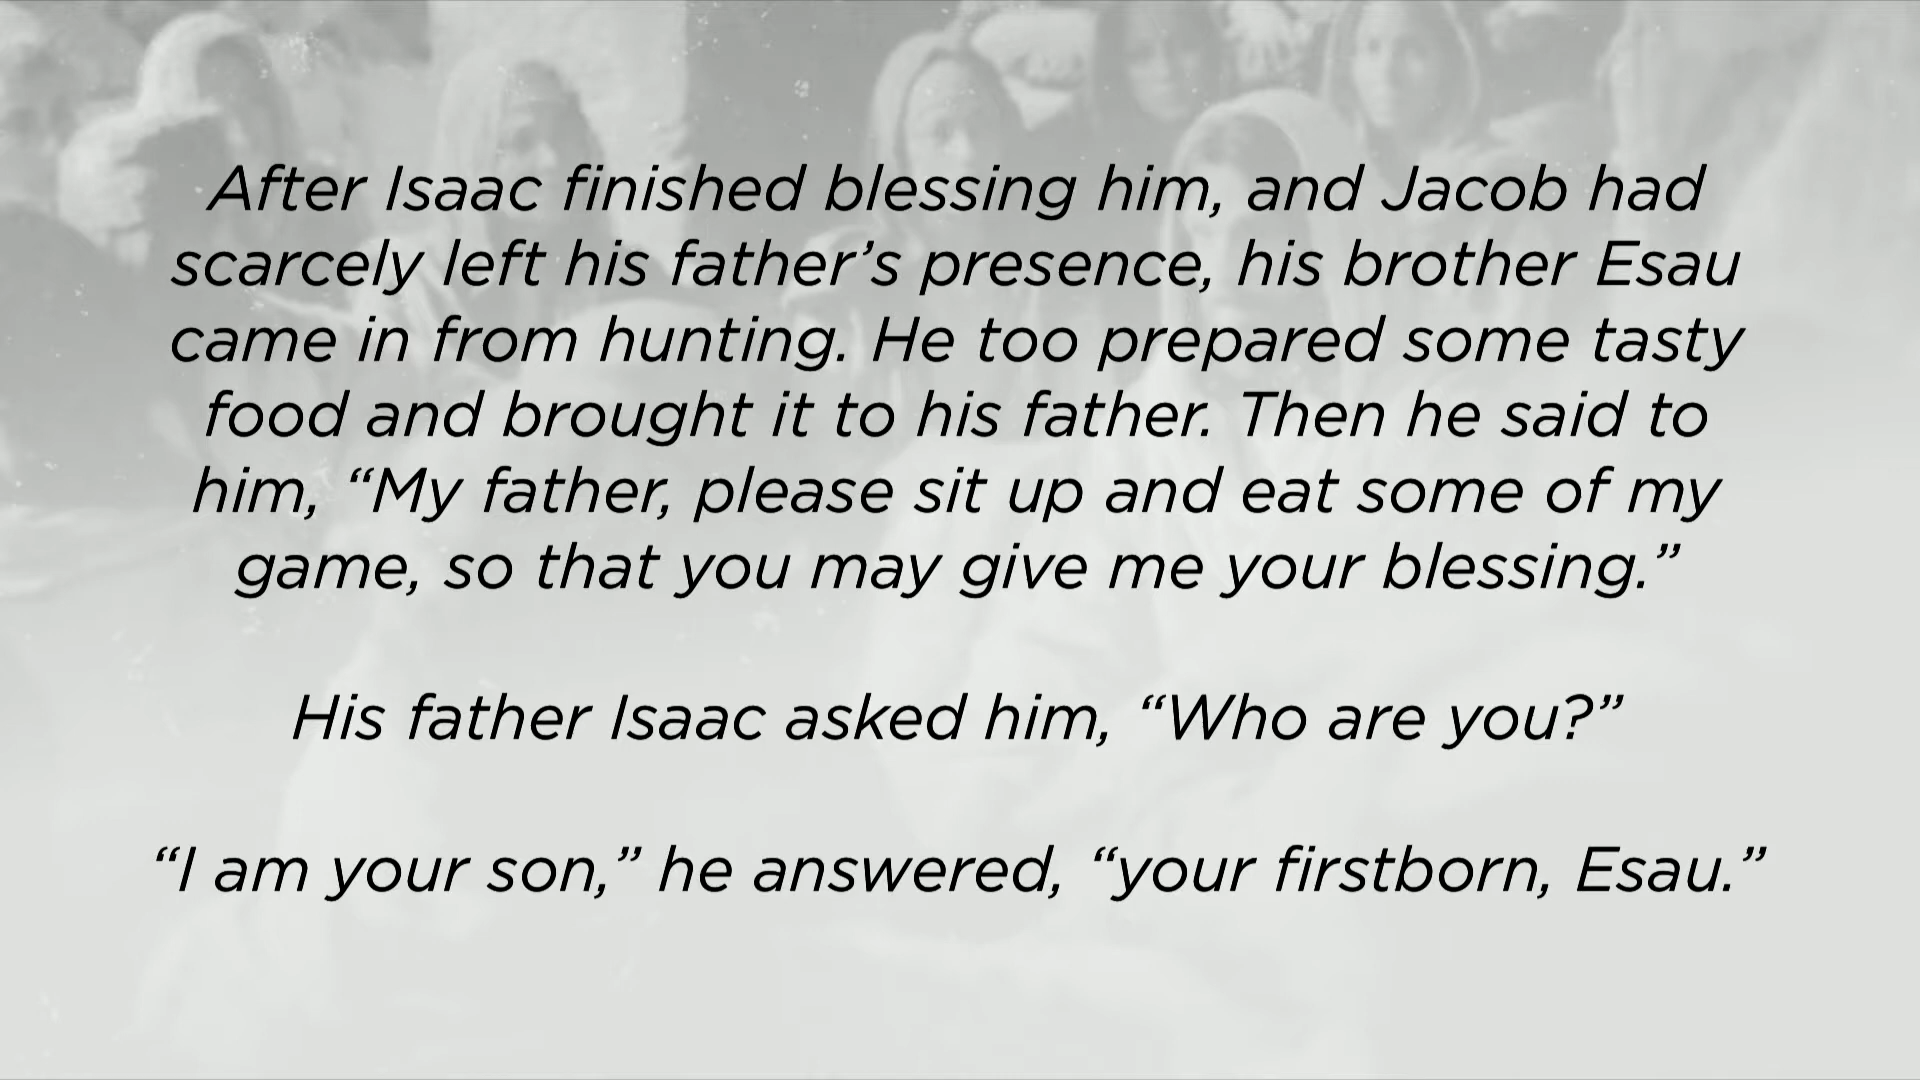 After Isaac finished blessing him, and Jacob had
scarcely left his father’s presence, his brother Esau
came in from hunting. He too prepared some tasty
food and brought it to his father. Then he said to
him, “My father, please sit up and eat some of my
game, so that you may give me your blessing.”
His father Isaac asked him, “Who are you?”
“I am your son,” he answered, “your firstborn, Esau.”